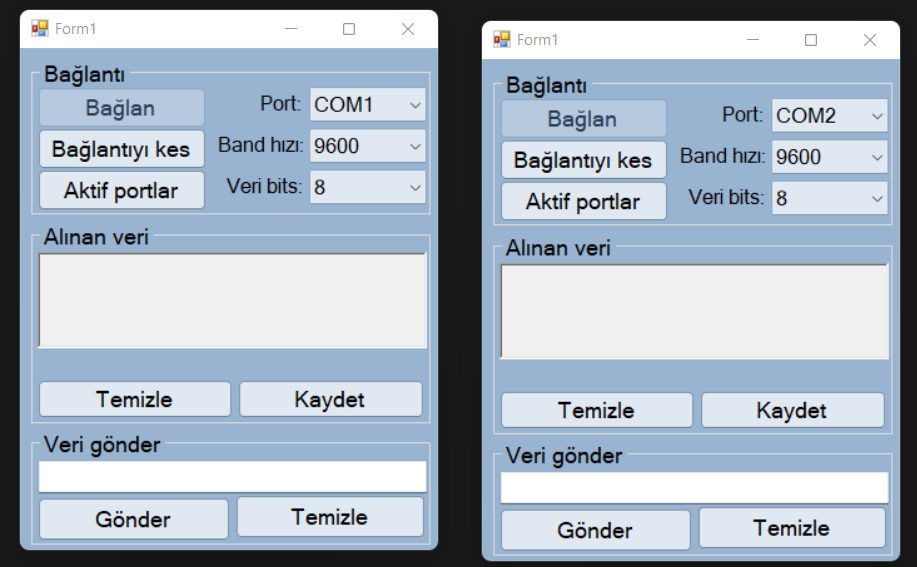 Form1
Bağlantı
Bağlan
Port: COM1
Bağlantıyı kes
Band hızı: 9600
Aktif portlar
Veri bits: 8
Alınan veri
Temizle
Kaydet
Veri gönder
Gönder
Temizle
Form1
Bağlantı
Bağlan
Port: COM2
Bağlantıyı kes
Band hızı: 9600
Aktif portlar
Veri bits: 8
Alınan veri
Temizle
Kaydet
Veri gönder
Gönder
Temizle